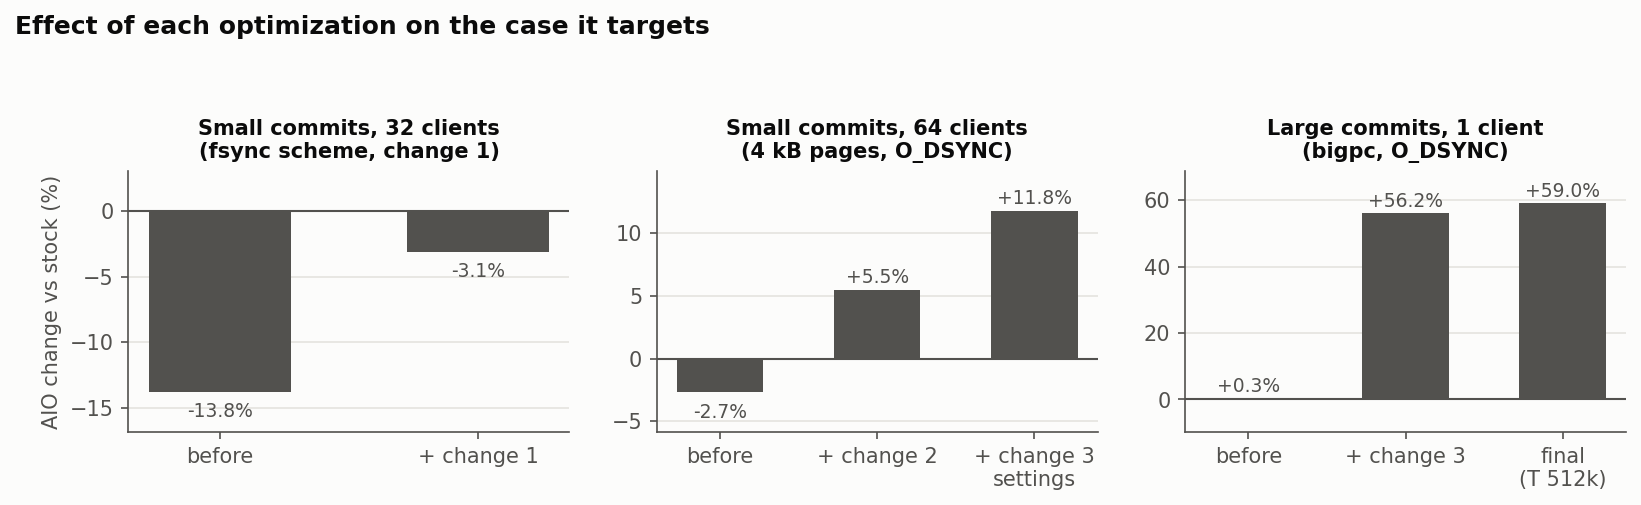 Effect of each optimization on the case it targets
Small commits, 32 clients
(fsync scheme, change 1)
AIO change vs stock (%)
0
−5
−10
−15
-13.8%
-3.1%
before
+ change 1
Small commits, 64 clients
(4 kB pages, O_DSYNC)
10
5
0
−5
-2.7%
+5.5%
+11.8%
before
+ change 2
+ change 3
settings
Large commits, 1 client
(bigpc, O_DSYNC)
60
40
20
0
+0.3%
+56.2%
+59.0%
before
+ change 3
final
(T 512k)